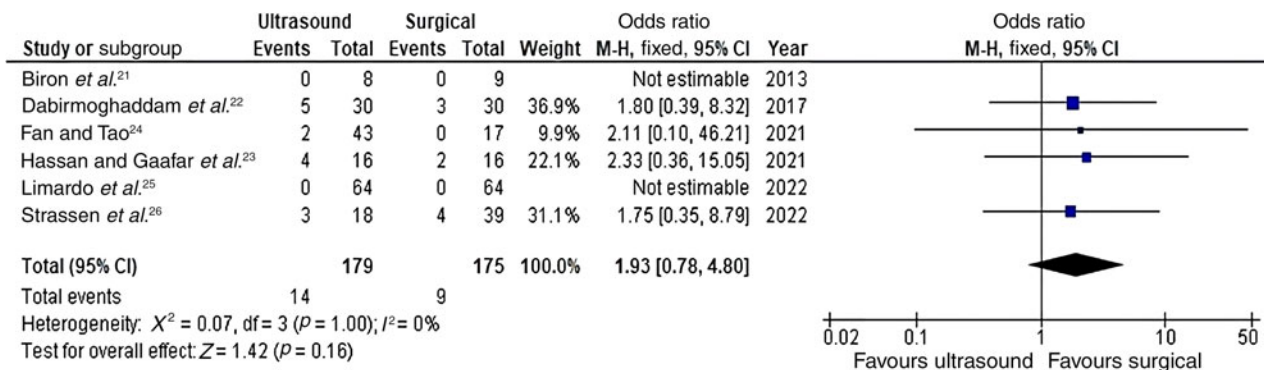 Ultrasound Surgical Odds ratio Odds ratio
Study or subgroup Events Total Events Total Weight M-H, fixed, 95% CI Year M-H, fixed, 95% CI
Biron et al.²¹ 0 8 0 9 Not estimable 2013
Dabirmoghaddam et al.²² 5 30 3 30 36.9% 1.80 [0.39, 8.32] 2017
Fan and Tao²⁴ 2 43 0 17 9.9% 2.11 [0.10, 46.21] 2021
Hassan and Gaafar et al.²³ 4 16 2 16 22.1% 2.33 [0.36, 15.05] 2021
Limardo et al.²⁵ 0 64 0 64 Not estimable 2022
Strassen et al.²⁶ 3 18 4 39 31.1% 1.75 [0.35, 8.79] 2022
Total (95% CI) 179 175 100.0% 1.93 [0.78, 4.80]
Total events 14 9
Heterogeneity: X² = 0.07, df = 3 (p = 1.00); I² = 0%
Test for overall effect: Z = 1.42 (p = 0.16)
0.02 0.1 1 10 50
Favours ultrasound Favours surgical